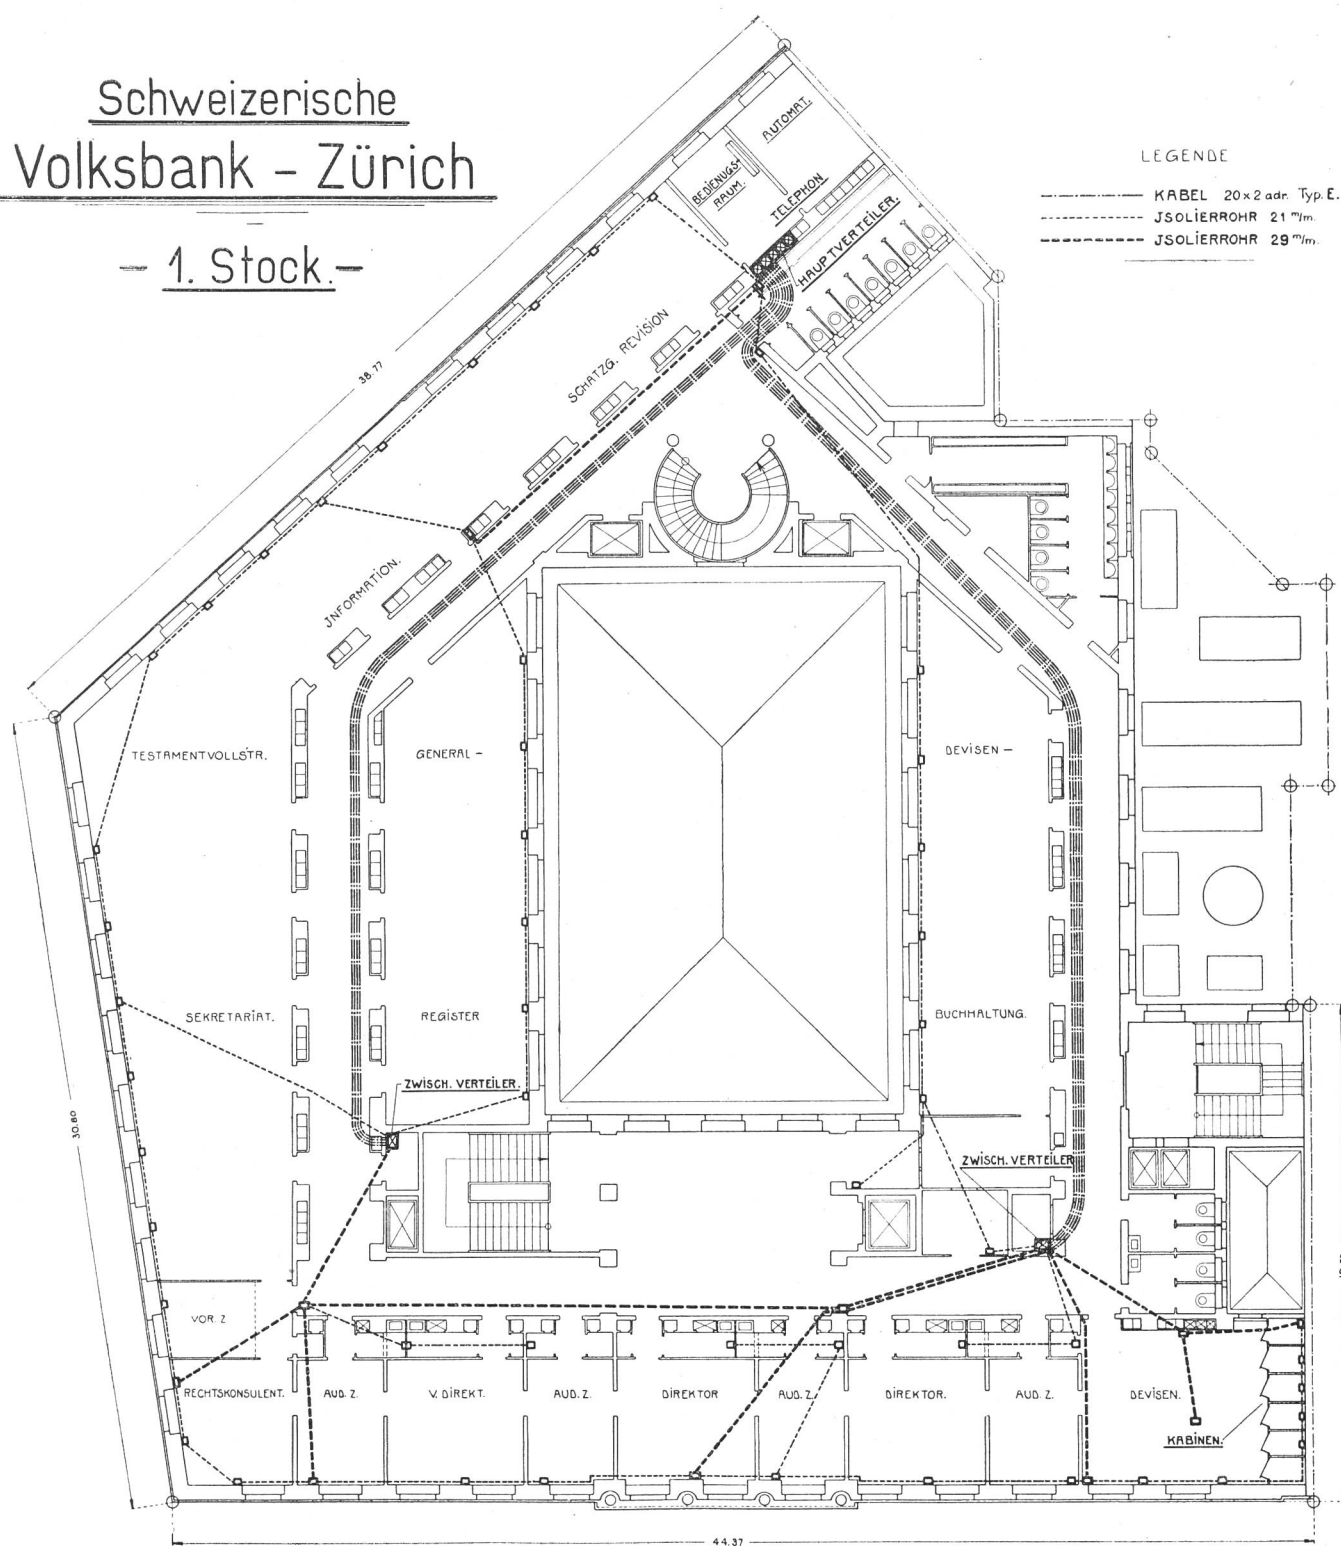 Schweizerische
Volksbank - Zürich
- 1. Stock. -
LEGENDE
KABEL 20×2 adr. Typ. E.
JSOLIERROHR 21 m/m.
JSOLIERROHR 29 m/m.
AUTOMAT.
BEDIENUGS-
RAUM.
TELEPHON
HAUPTVERTEILER.
SCHATZG. REVISION
38.77
JNFORMATION.
TESTAMENTVOLLSTR.
GENERAL -
DEVISEN -
SEKRETARIAT.
REGISTER
BUCHHALTUNG.
ZWISCH. VERTEILER.
30.80
ZWISCH. VERTEILER
VOR. Z
RECHTSKONSULENT.
AUD. Z.
V. DIREKT.
AUD. Z.
DIREKTOR
AUD. Z.
DIREKTOR.
AUD. Z.
DEVISEN.
KABINEN.
44.37